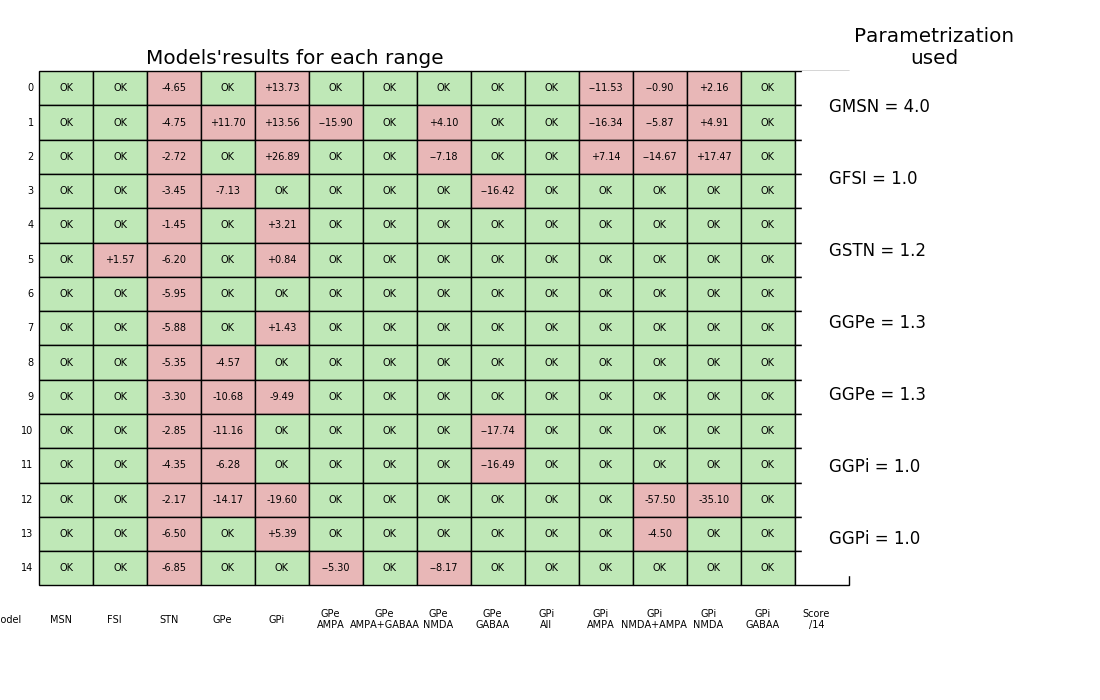 Parametrization
used
Models'results for each range
0 OK OK -4.65 OK +13.73 OK OK OK OK OK --11.53 --0.90 +2.16 OK
1 OK OK -4.75 +11.70 +13.56 --15.90 OK +4.10 OK OK --16.34 --5.87 +4.91 OK
2 OK OK -2.72 OK +26.89 OK OK --7.18 OK OK +7.14 --14.67 +17.47 OK
3 OK OK -3.45 -7.13 OK OK OK OK --16.42 OK OK OK OK OK
4 OK OK -1.45 OK +3.21 OK OK OK OK OK OK OK OK OK
5 OK +1.57 -6.20 OK +0.84 OK OK OK OK OK OK OK OK OK
6 OK OK -5.95 OK OK OK OK OK OK OK OK OK OK OK
7 OK OK -5.88 OK +1.43 OK OK OK OK OK OK OK OK OK
8 OK OK -5.35 -4.57 OK OK OK OK OK OK OK OK OK OK
9 OK OK -3.30 -10.68 -9.49 OK OK OK OK OK OK OK OK OK
10 OK OK -2.85 -11.16 OK OK OK OK --17.74 OK OK OK OK OK
11 OK OK -4.35 -6.28 OK OK OK OK --16.49 OK OK OK OK OK
12 OK OK -2.17 -14.17 -19.60 OK OK OK OK OK OK -57.50 -35.10 OK
13 OK OK -6.50 OK +5.39 OK OK OK OK OK OK -4.50 OK OK
14 OK OK -6.85 OK OK --5.30 OK --8.17 OK OK OK OK OK OK
odel MSN FSI STN GPe GPi GPe GPe GPe GPe GPi GPi GPi GPi GPi Score
AMPA AMPA+GABAA NMDA GABAA All AMPA NMDA+AMPA NMDA GABAA /14
GMSN = 4.0
GFSI = 1.0
GSTN = 1.2
GGPe = 1.3
GGPe = 1.3
GGPi = 1.0
GGPi = 1.0